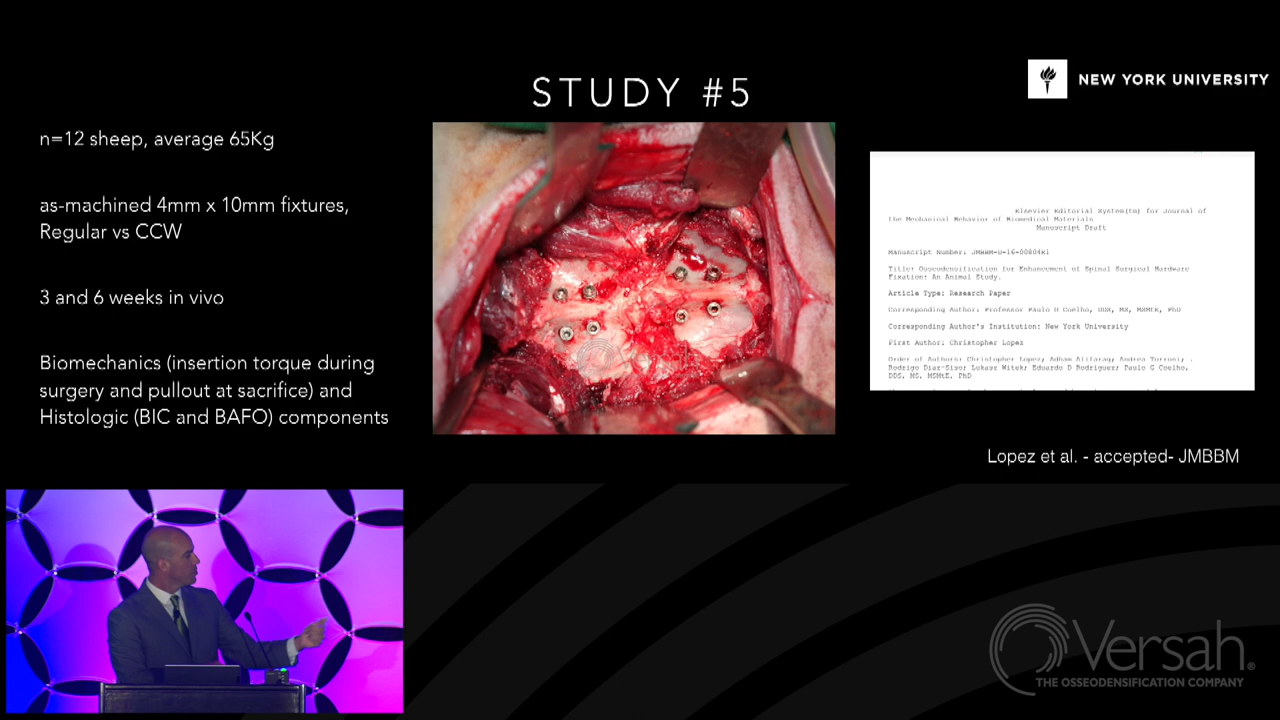 STUDY #5
NEW YORK UNIVERSITY
n=12 sheep, average 65Kg
as-machined 4mm x 10mm fixtures,
Regular vs CCW
3 and 6 weeks in vivo
Biomechanics (insertion torque during
surgery and pullout at sacrifice) and
Histologic (BIC and BAFO) components
Elsevier Editorial System(tm) for Journal of
the Mechanical Behavior of Biomedical Materials
Manuscript Draft
Manuscript Number:
Title: Osseodensification for Enhancement of Spinal Surgical Hardware
Fixation: An Animal Study.
Article Type: Research Paper
Corresponding Author: Professor Paulo G Coelho, DDS, MS, MSMtE, PhD
Corresponding Author's Institution: New York University
First Author: Christopher Lopez
Order of Authors: Christopher Lopez; Adham Alifarag; Andrea Torroni; .
Rodrigo Diaz-Siso; Lukasz Witek; Eduardo D Rodriguez; Paulo G Coelho,
DDS, MS, MSMtE, PhD
Lopez et al. - accepted- JMBBM
Versah®
THE OSSEODENSIFICATION COMPANY